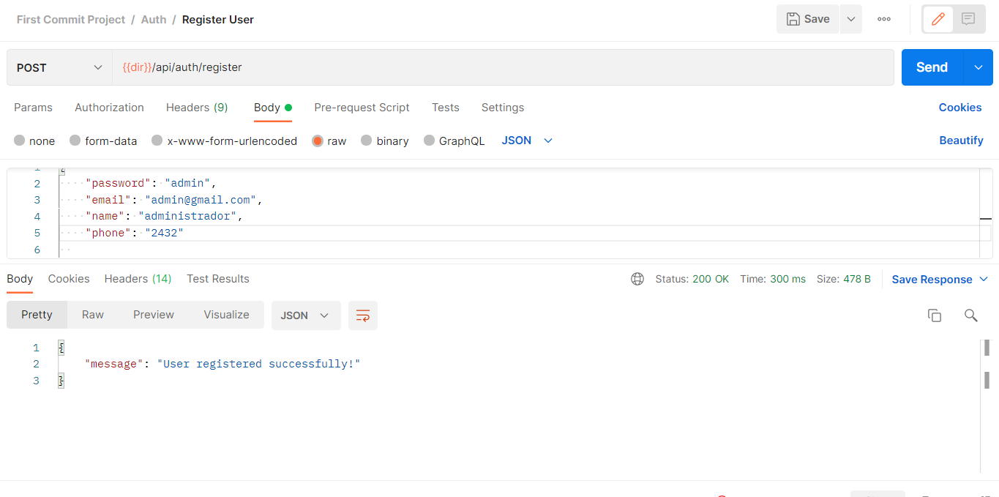 First Commit Project / Auth / Register User Save ooo
POST {{dir}}/api/auth/register Send
Params Authorization Headers (9) Body Pre-request Script Tests Settings Cookies
none form-data x-www-form-urlencoded raw binary GraphQL JSON Beautify
2 "password": "admin",
3 "email": "admin@gmail.com",
4 "name": "administrador",
5 "phone": "2432"
6
Body Cookies Headers (14) Test Results Status: 200 OK Time: 300 ms Size: 478 B Save Response
Pretty Raw Preview Visualize JSON
1 {
2 "message": "User registered successfully!"
3 }